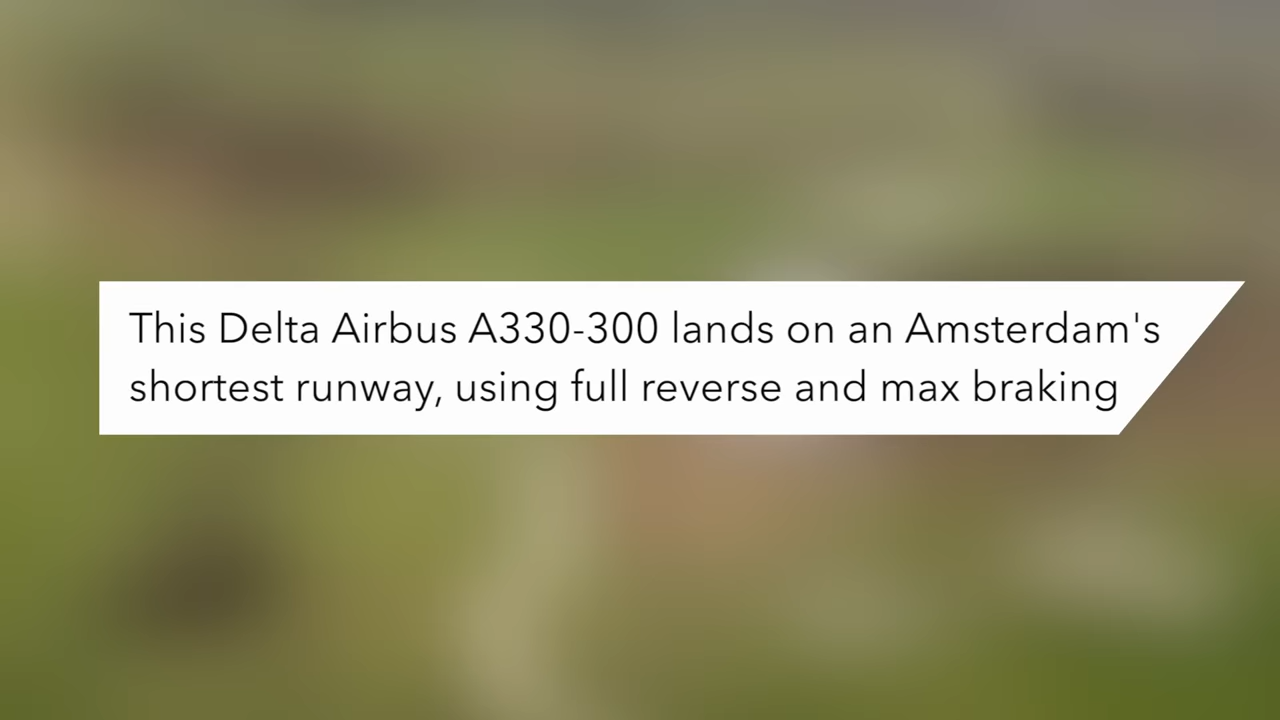 This Delta Airbus A330-300 lands on an Amsterdam's
shortest runway, using full reverse and max braking